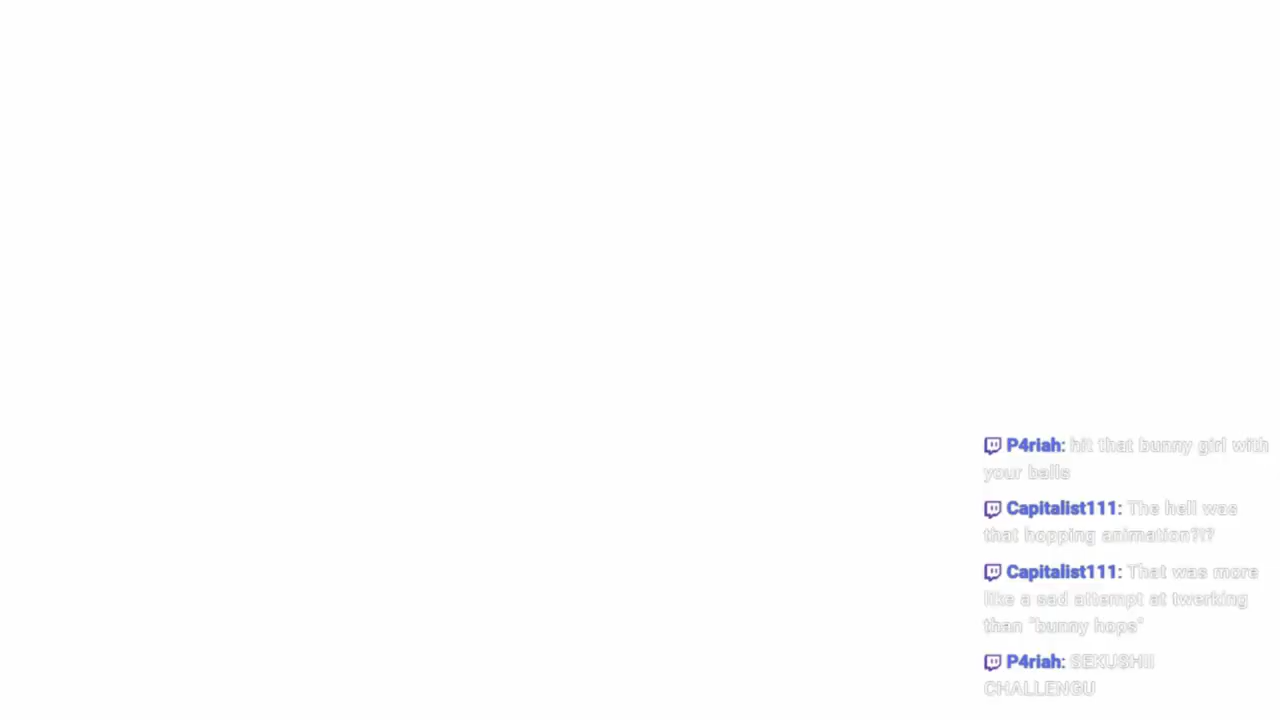 P4riah: hit that bunny girl with
your balls
Capitalist111: The hell was
that hopping animation?!?
Capitalist111: That was more
like a sad attempt at twerking
than "bunny hops"
P4riah: SEKUSHII
CHALLENGU